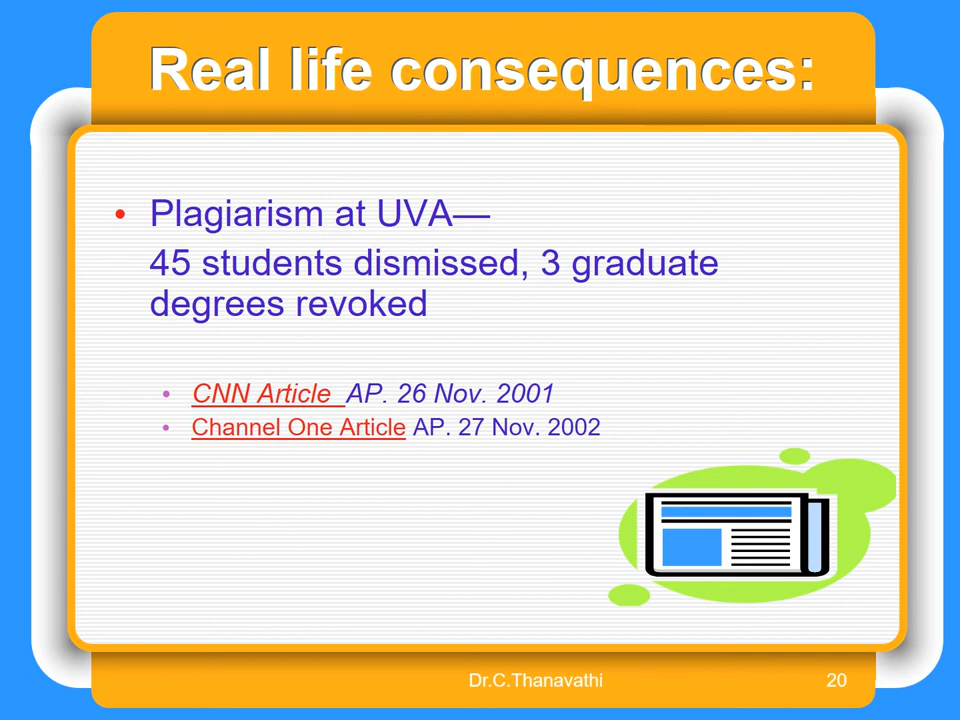 Real life consequences:
• Plagiarism at UVA—
45 students dismissed, 3 graduate
degrees revoked
• CNN Article AP. 26 Nov. 2001
• Channel One Article AP. 27 Nov. 2002
Dr.C.Thanavathi
20